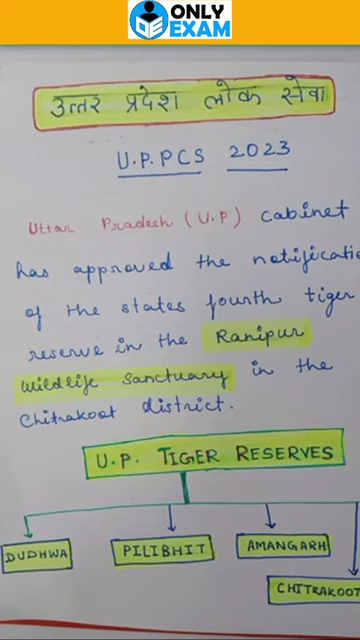 ONLY
EXAM
उत्तर प्रदेश लोक सेवा
U.P.PCS 2023
Uttar Pradesh (U.P) cabinet
has approved the notificatio
of the states fourth tiger
reserve in the Ranipur
wildlife sanctuary in the
Chitrakoot district.
U.P. TIGER RESERVES
DUDHWA PILIBHIT AMANGARH
CHITRAKOOT